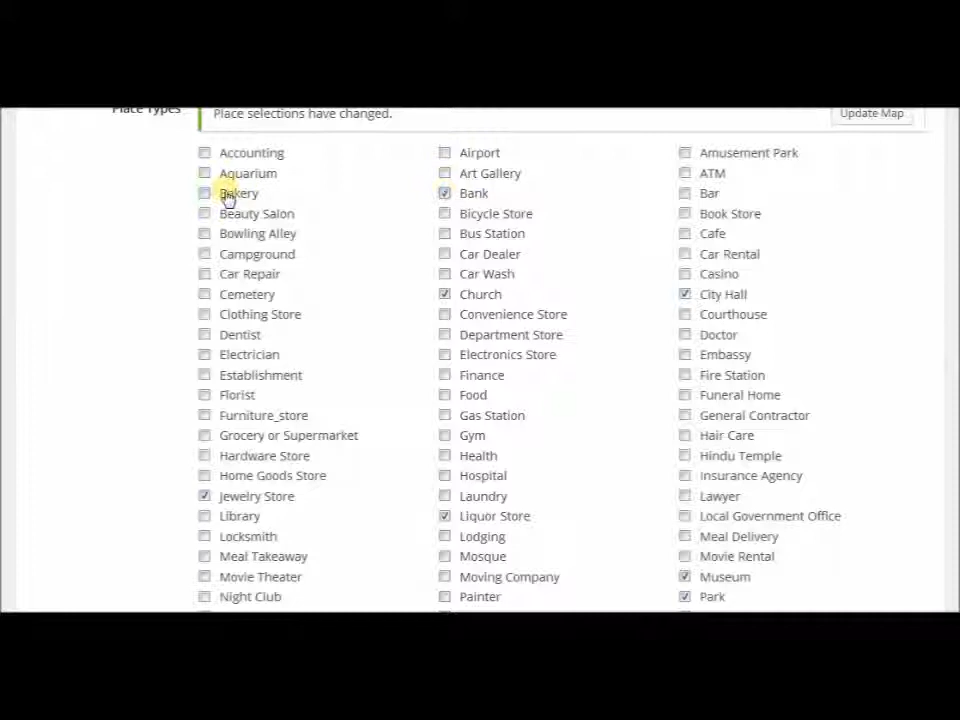 Place Types
Place selections have changed.
Update Map
Accounting Airport Amusement Park
Aquarium Art Gallery ATM
Bakery Bank Bar
Beauty Salon Bicycle Store Book Store
Bowling Alley Bus Station Cafe
Campground Car Dealer Car Rental
Car Repair Car Wash Casino
Cemetery Church City Hall
Clothing Store Convenience Store Courthouse
Dentist Department Store Doctor
Electrician Electronics Store Embassy
Establishment Finance Fire Station
Florist Food Funeral Home
Furniture_store Gas Station General Contractor
Grocery or Supermarket Gym Hair Care
Hardware Store Health Hindu Temple
Home Goods Store Hospital Insurance Agency
Jewelry Store Laundry Lawyer
Library Liquor Store Local Government Office
Locksmith Lodging Meal Delivery
Meal Takeaway Mosque Movie Rental
Movie Theater Moving Company Museum
Night Club Painter Park